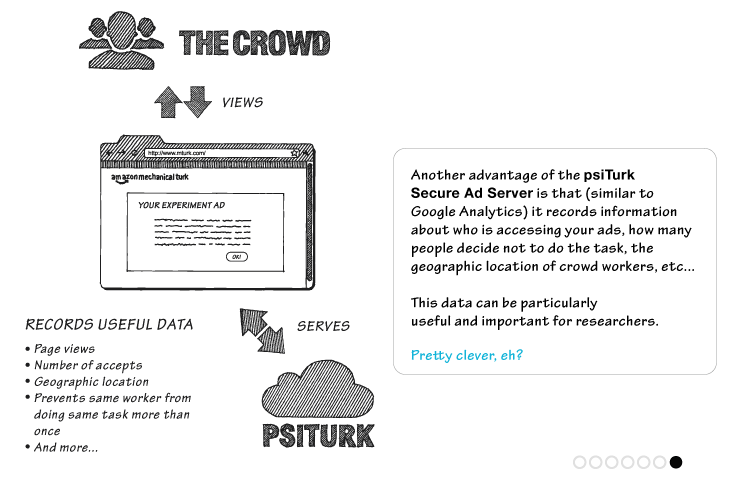 THE CROWD
VIEWS
http://www.mturk.com/
amazonmechanical turk
YOUR EXPERIMENT AD
OK!
SERVES
PSITURK
RECORDS USEFUL DATA
• Page views
• Number of accepts
• Geographic location
• Prevents same worker from
doing same task more than
once
• And more...
Another advantage of the psiTurk
Secure Ad Server is that (similar to
Google Analytics) it records information
about who is accessing your ads, how many
people decide not to do the task, the
geographic location of crowd workers, etc...
This data can be particularly
useful and important for researchers.
Pretty clever, eh?